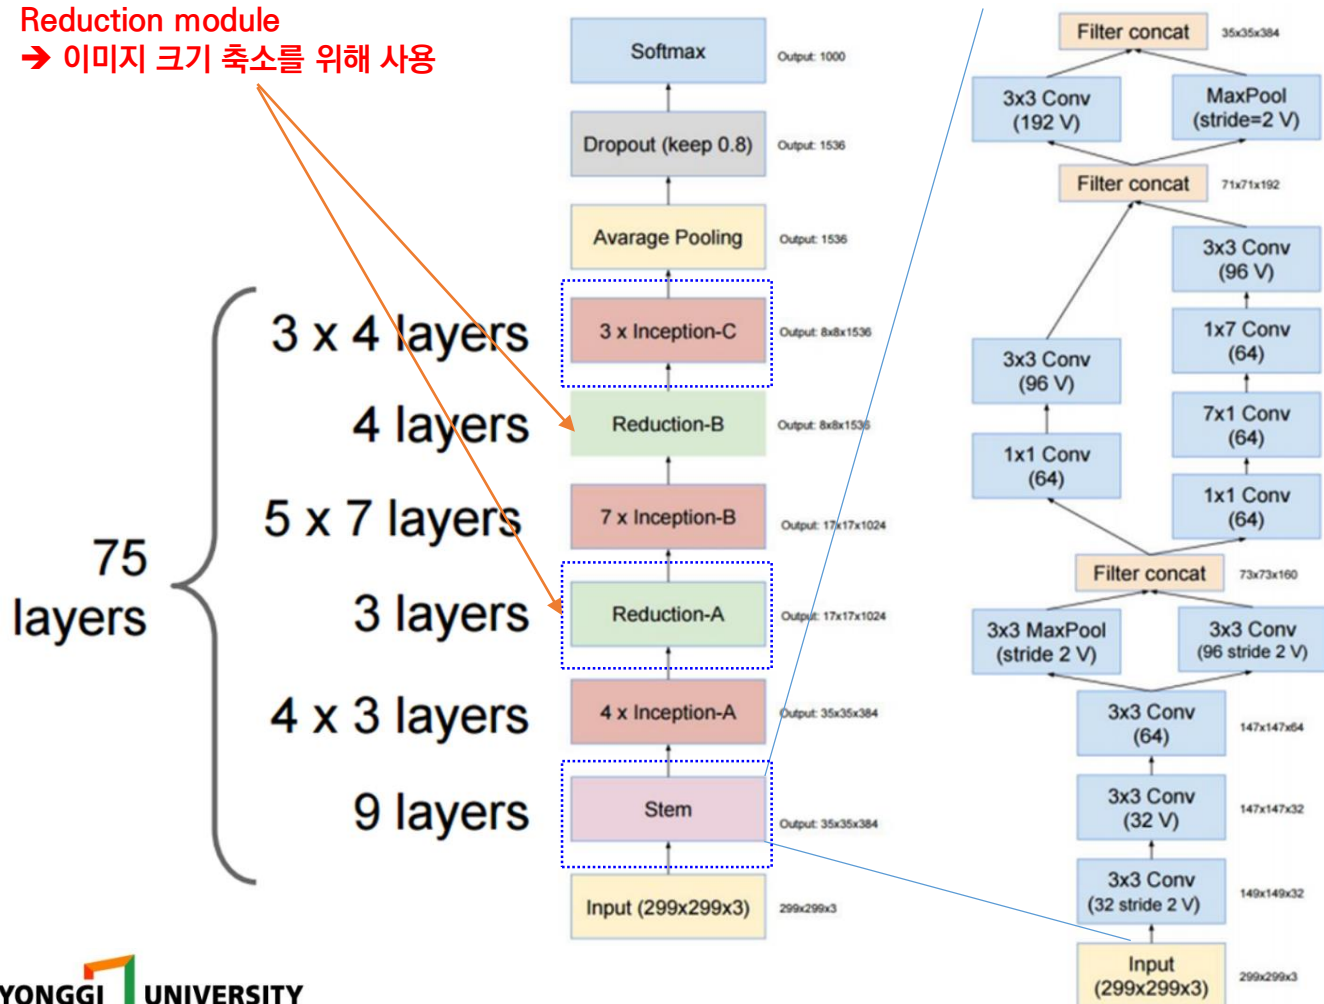 Reduction module
➔ 이미지 크기 축소를 위해 사용
75
layers
3 x 4 layers
4 layers
5 x 7 layers
3 layers
4 x 3 layers
9 layers
Softmax
Output: 1000
Dropout (keep 0.8)
Output: 1536
Avarage Pooling
Output: 1536
3 x Inception-C
Output: 8x8x1536
Reduction-B
Output: 8x8x1536
7 x Inception-B
Output: 17x17x1024
Reduction-A
Output: 17x17x1024
4 x Inception-A
Output: 35x35x384
Stem
Output: 35x35x384
Input (299x299x3)
299x299x3
Filter concat
35x35x384
3x3 Conv
(192 V)
MaxPool
(stride=2 V)
Filter concat
71x71x192
3x3 Conv
(96 V)
1x7 Conv
(64)
3x3 Conv
(96 V)
7x1 Conv
(64)
1x1 Conv
(64)
1x1 Conv
(64)
Filter concat
73x73x160
3x3 MaxPool
(stride 2 V)
3x3 Conv
(96 stride 2 V)
3x3 Conv
(64)
147x147x64
3x3 Conv
(32 V)
147x147x32
3x3 Conv
(32 stride 2 V)
149x149x32
Input
(299x299x3)
299x299x3
YONGGI UNIVERSITY